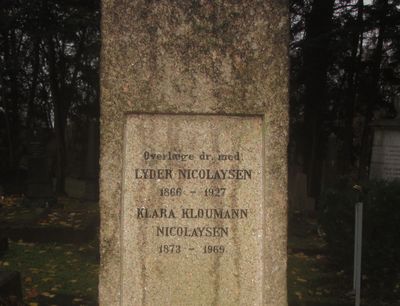 Overlæge dr. med.
LYDER NICOLAYSEN
1866 - 1927
KLARA KLOUMANN
NICOLAYSEN
1873 - 1969